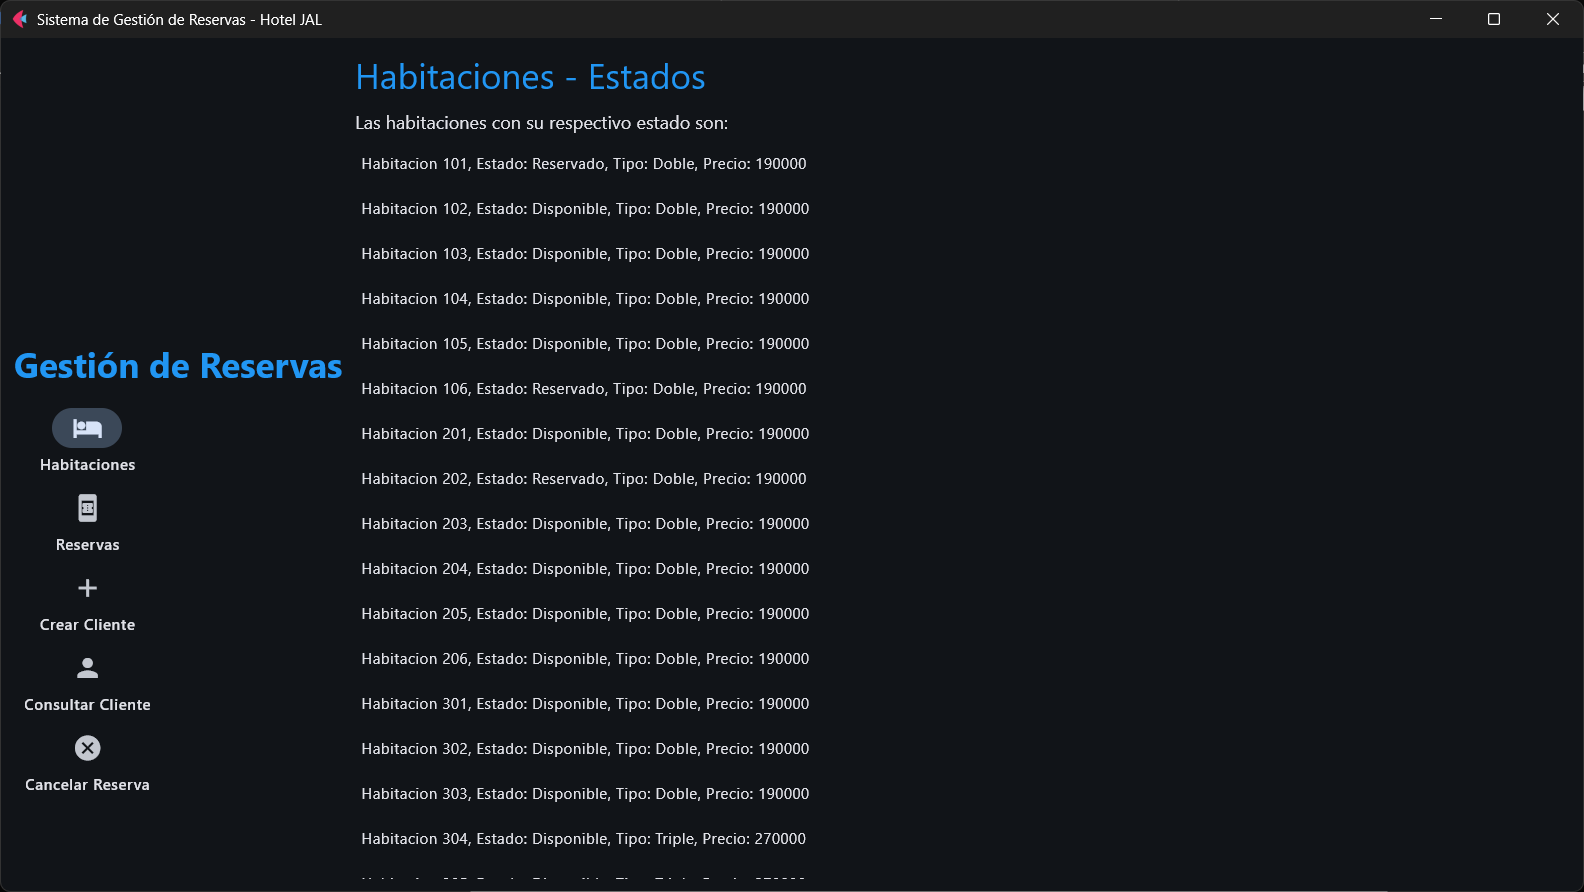 Sistema de Gestión de Reservas - Hotel JAL
Habitaciones - Estados
Las habitaciones con su respectivo estado son:
Habitacion 101, Estado: Reservado, Tipo: Doble, Precio: 190000
Habitacion 102, Estado: Disponible, Tipo: Doble, Precio: 190000
Habitacion 103, Estado: Disponible, Tipo: Doble, Precio: 190000
Habitacion 104, Estado: Disponible, Tipo: Doble, Precio: 190000
Habitacion 105, Estado: Disponible, Tipo: Doble, Precio: 190000
Habitacion 106, Estado: Reservado, Tipo: Doble, Precio: 190000
Habitacion 201, Estado: Disponible, Tipo: Doble, Precio: 190000
Habitacion 202, Estado: Reservado, Tipo: Doble, Precio: 190000
Habitacion 203, Estado: Disponible, Tipo: Doble, Precio: 190000
Habitacion 204, Estado: Disponible, Tipo: Doble, Precio: 190000
Habitacion 205, Estado: Disponible, Tipo: Doble, Precio: 190000
Habitacion 206, Estado: Disponible, Tipo: Doble, Precio: 190000
Habitacion 301, Estado: Disponible, Tipo: Doble, Precio: 190000
Habitacion 302, Estado: Disponible, Tipo: Doble, Precio: 190000
Habitacion 303, Estado: Disponible, Tipo: Doble, Precio: 190000
Habitacion 304, Estado: Disponible, Tipo: Triple, Precio: 270000
Gestión de Reservas
Habitaciones
Reservas
Crear Cliente
Consultar Cliente
Cancelar Reserva